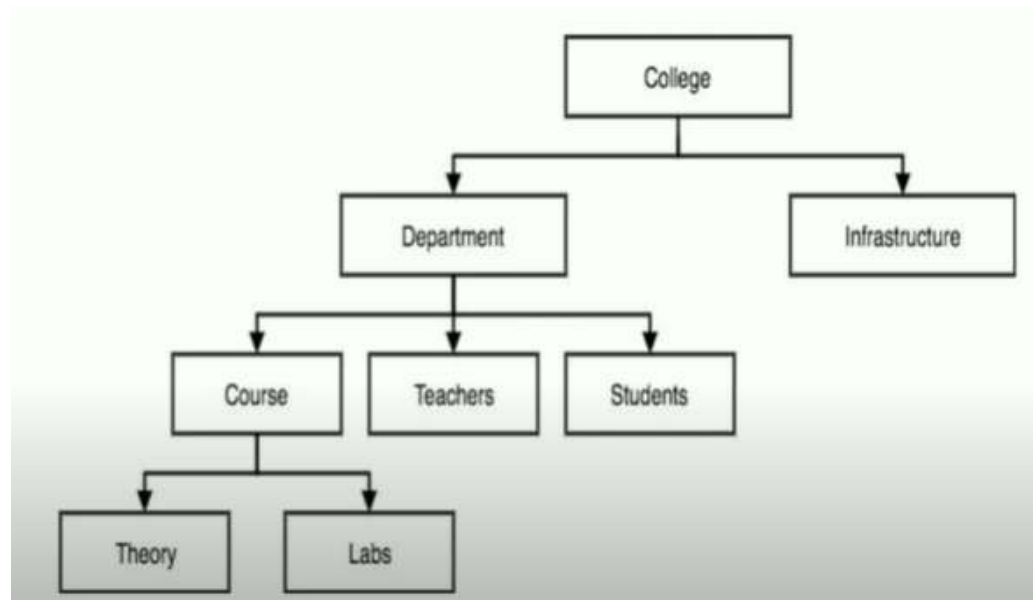 College
Department
Infrastructure
Course
Teachers
Students
Theory
Labs